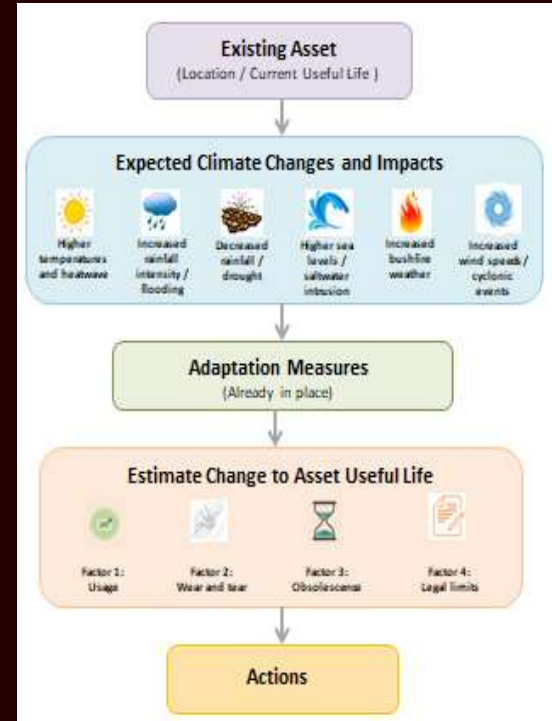 Existing Asset
(Location / Current Useful Life )
Expected Climate Changes and Impacts
Higher
temperatures
and heatwave
Increased
rainfall
intensity /
flooding
Decreased
rainfall /
drought
Higher sea
levels /
saltwater
intrusion
Increased
bushfire
weather
Increased
wind speeds /
cyclonic
events
Adaptation Measures
(Already in place)
Estimate Change to Asset Useful Life
Factor 1:
Usage
Factor 2:
Wear and tear
Factor 3:
Obsolescence
Factor 4:
Legal limits
Actions